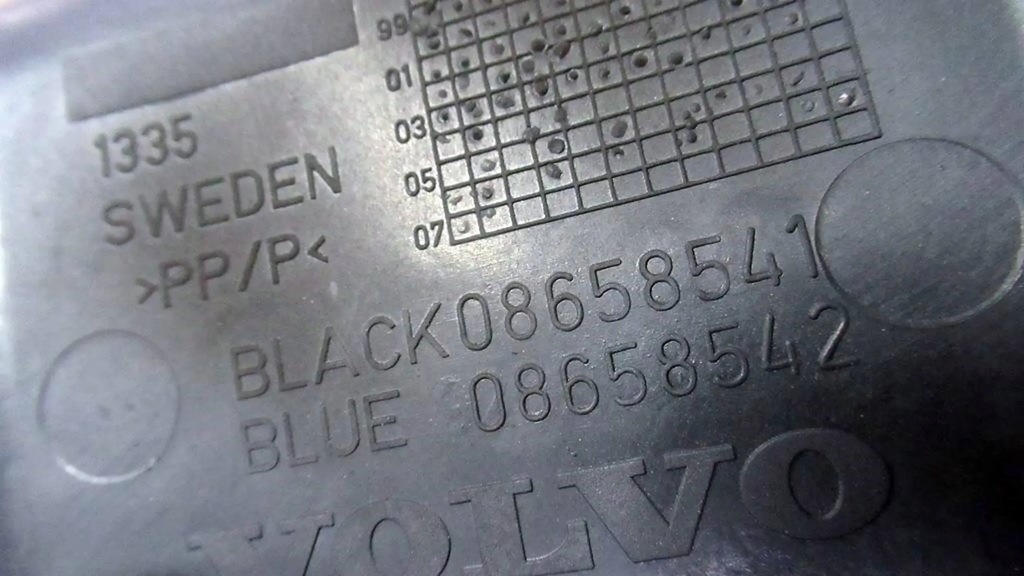 99
01
03
05
07
1335
SWEDEN
>PP/P<
BLACK08658541
BLUE 08658542
VOLVO